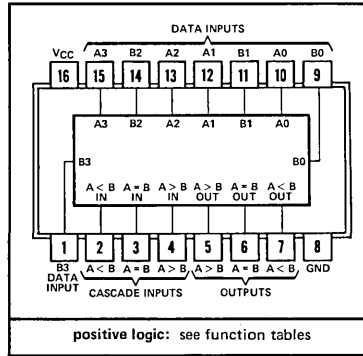 DATA INPUTS
VCC A3 B2 A2 A1 B1 A0 B0
16 15 14 13 12 11 10 9
A3 B2 A2 A1 B1 A0
B3 B0
A < B A = B A > B A > B A = B A < B
IN IN IN OUT OUT OUT
1 2 3 4 5 6 7 8
B3 A < B A = B A > B A > B A = B A < B GND
DATA
INPUT CASCADE INPUTS OUTPUTS
positive logic: see function tables